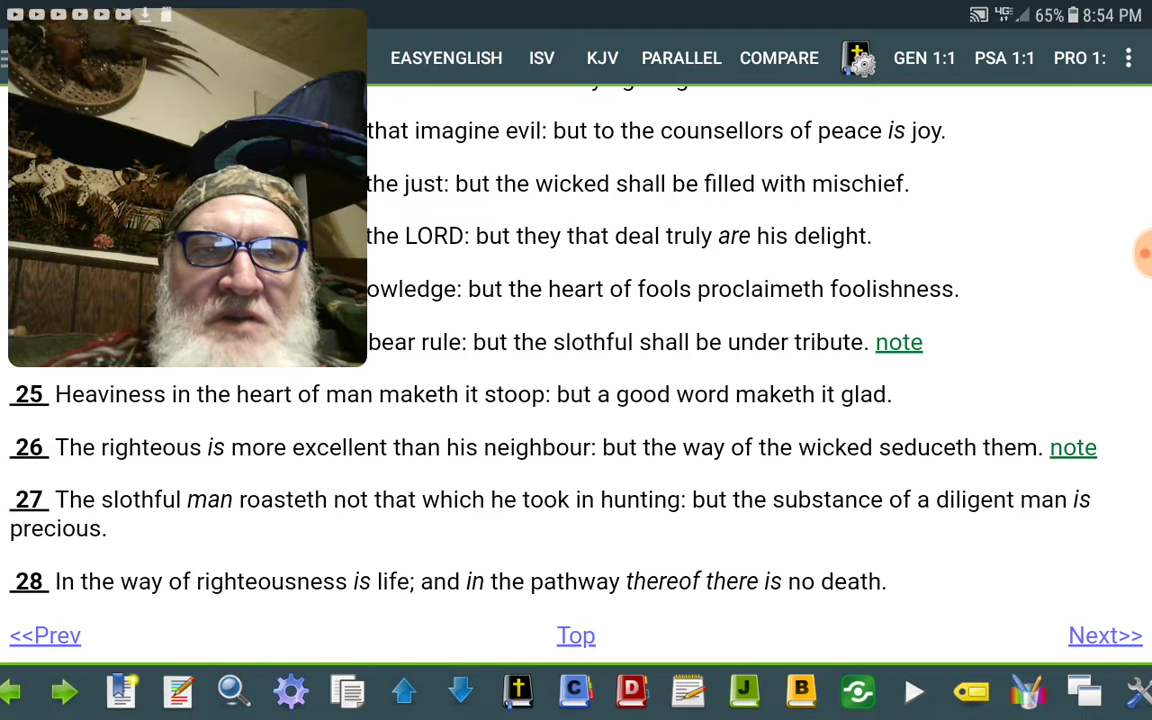 4G 65% 8:54 PM
EASYENGLISH ISV KJV PARALLEL COMPARE GEN 1:1 PSA 1:1 PRO 1:
that imagine evil: but to the counsellors of peace is joy.
the just: but the wicked shall be filled with mischief.
the LORD: but they that deal truly are his delight.
owledge: but the heart of fools proclaimeth foolishness.
bear rule: but the slothful shall be under tribute. note
25 Heaviness in the heart of man maketh it stoop: but a good word maketh it glad.
26 The righteous is more excellent than his neighbour: but the way of the wicked seduceth them. note
27 The slothful man roasteth not that which he took in hunting: but the substance of a diligent man is
precious.
28 In the way of righteousness is life; and in the pathway thereof there is no death.
<<Prev Top Next>>
C D J B